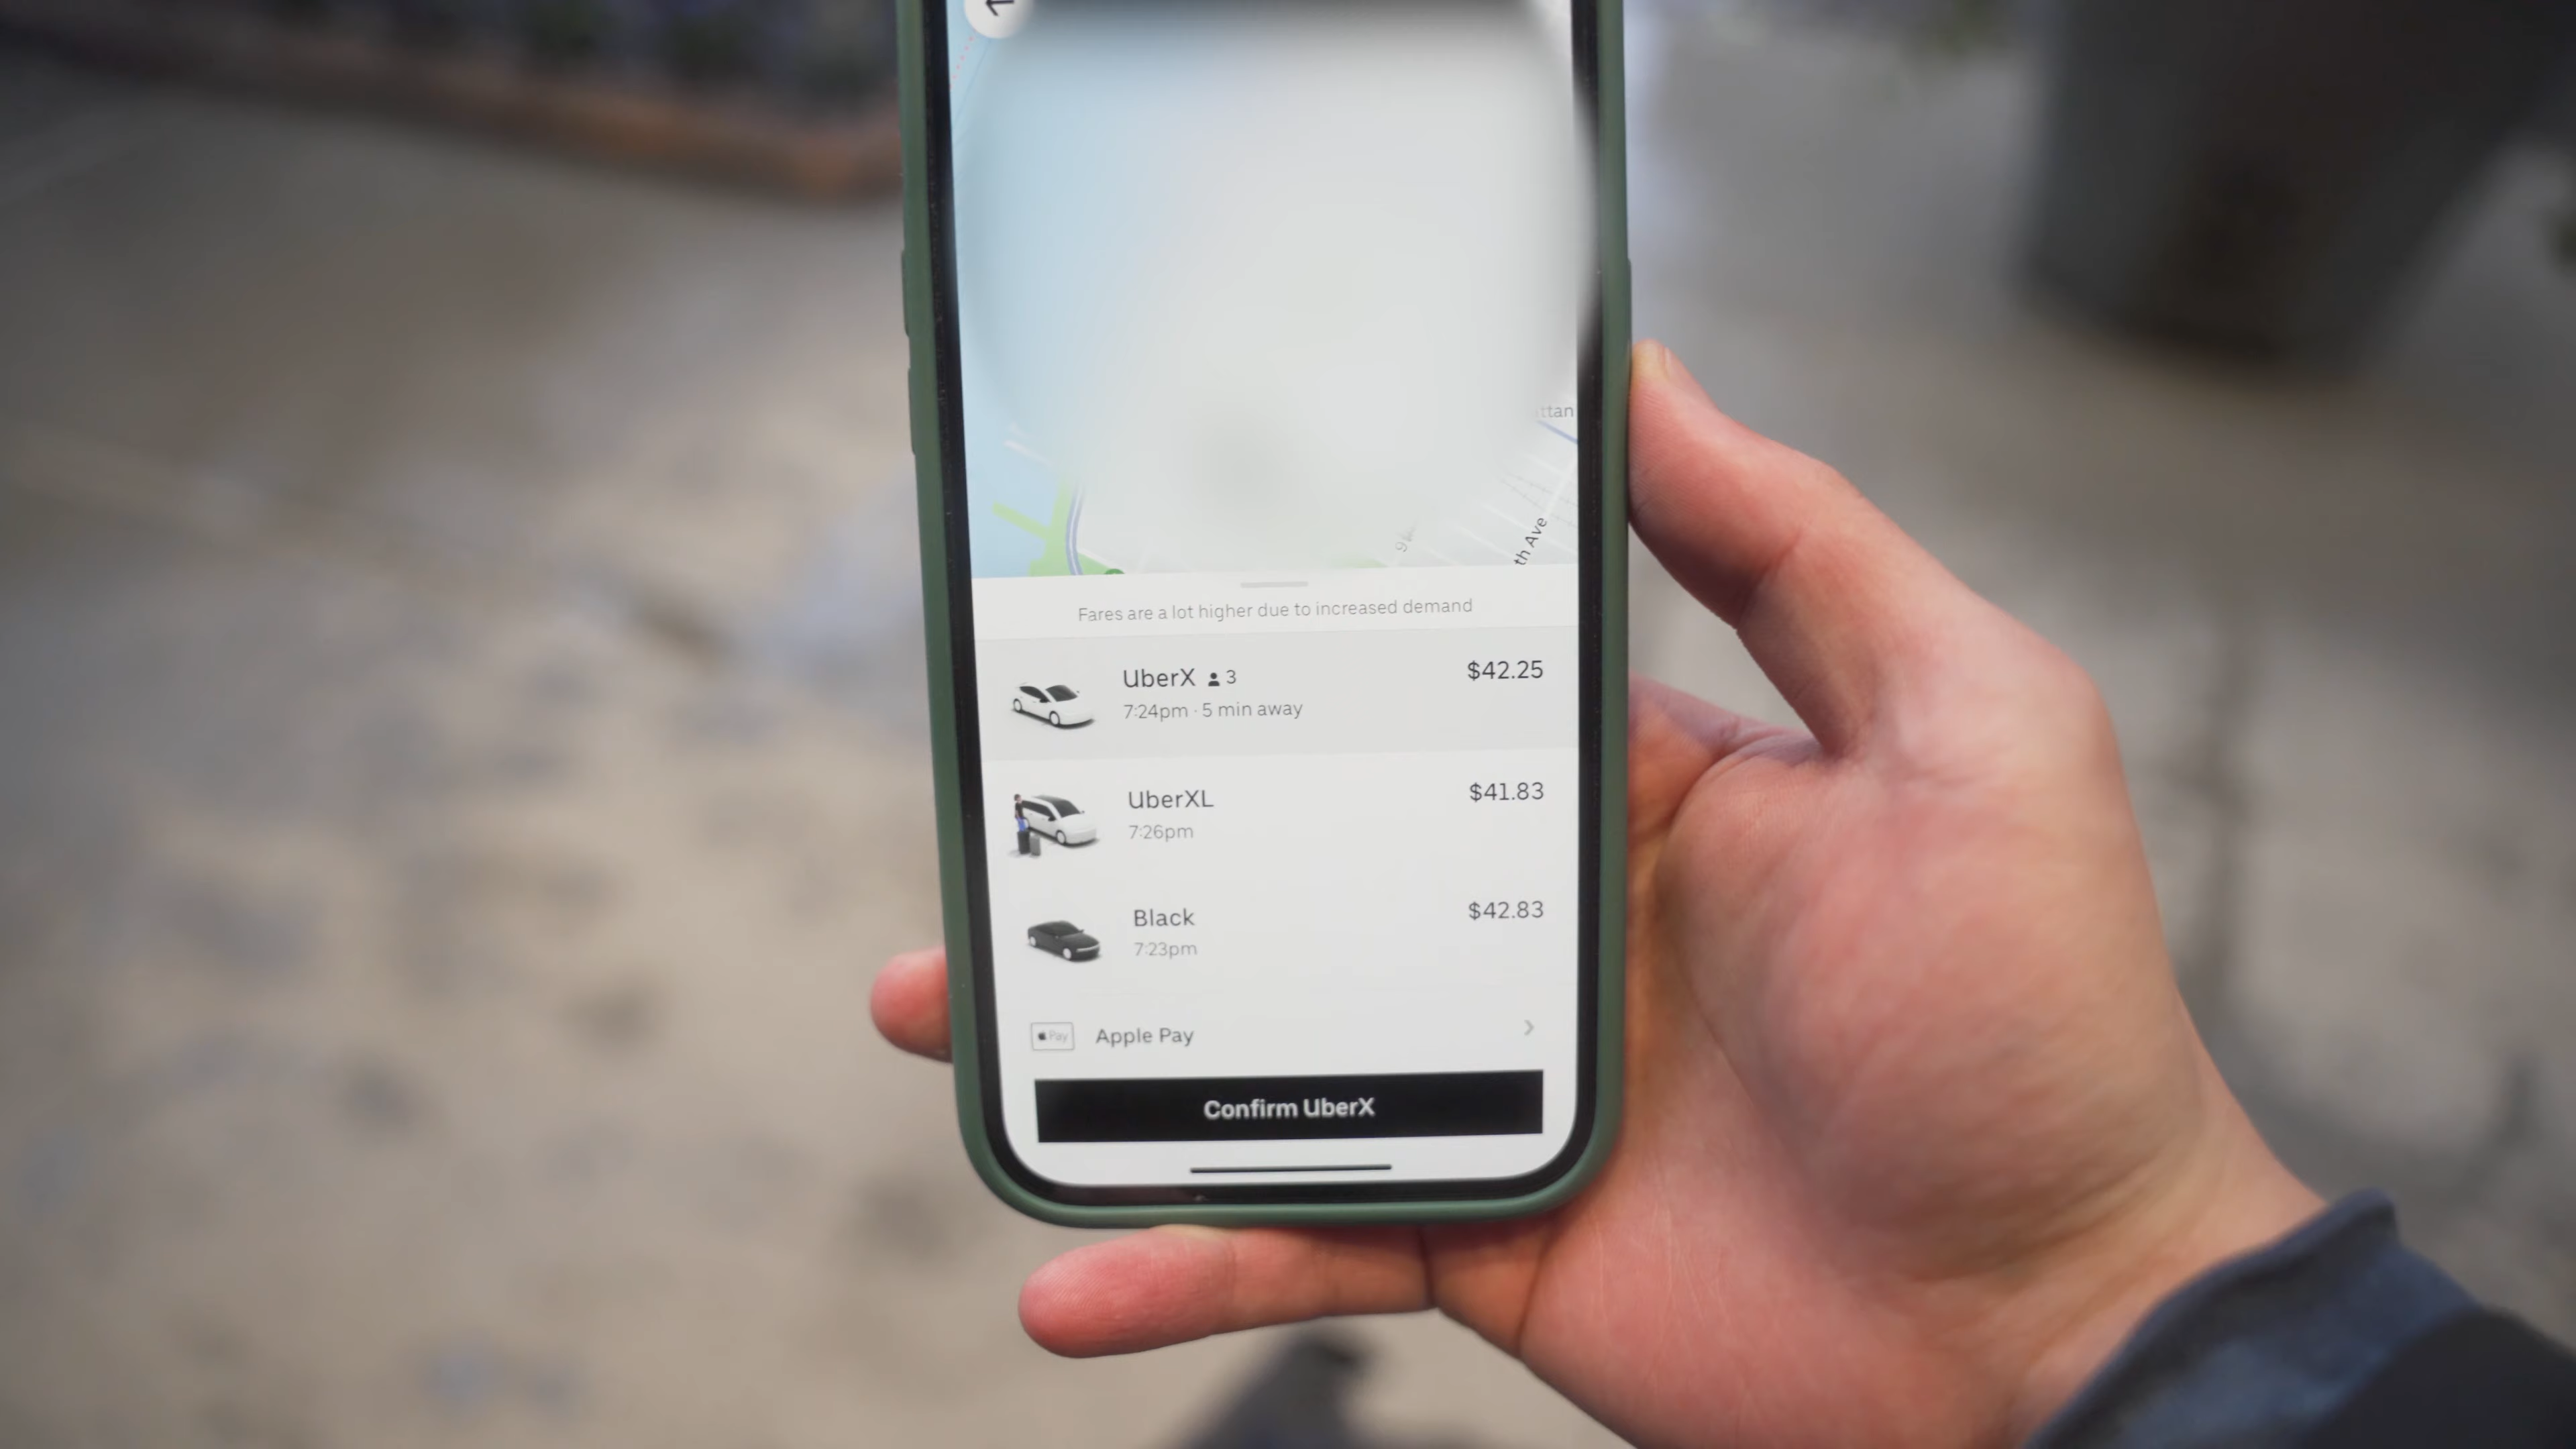 ttan
th Ave
Fares are a lot higher due to increased demand
UberX 3
$42.25
7:24pm · 5 min away
UberXL
$41.83
7:26pm
Black
$42.83
7:23pm
Pay
Apple Pay
Confirm UberX